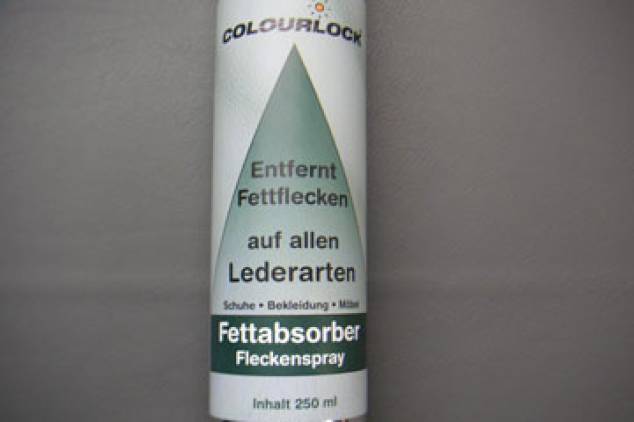 COLOURLOCK
Entfernt
Fettflecken
auf allen
Lederarten
Schuhe • Bekleidung • Möbel
Fettabsorber
Fleckenspray
Inhalt 250 ml